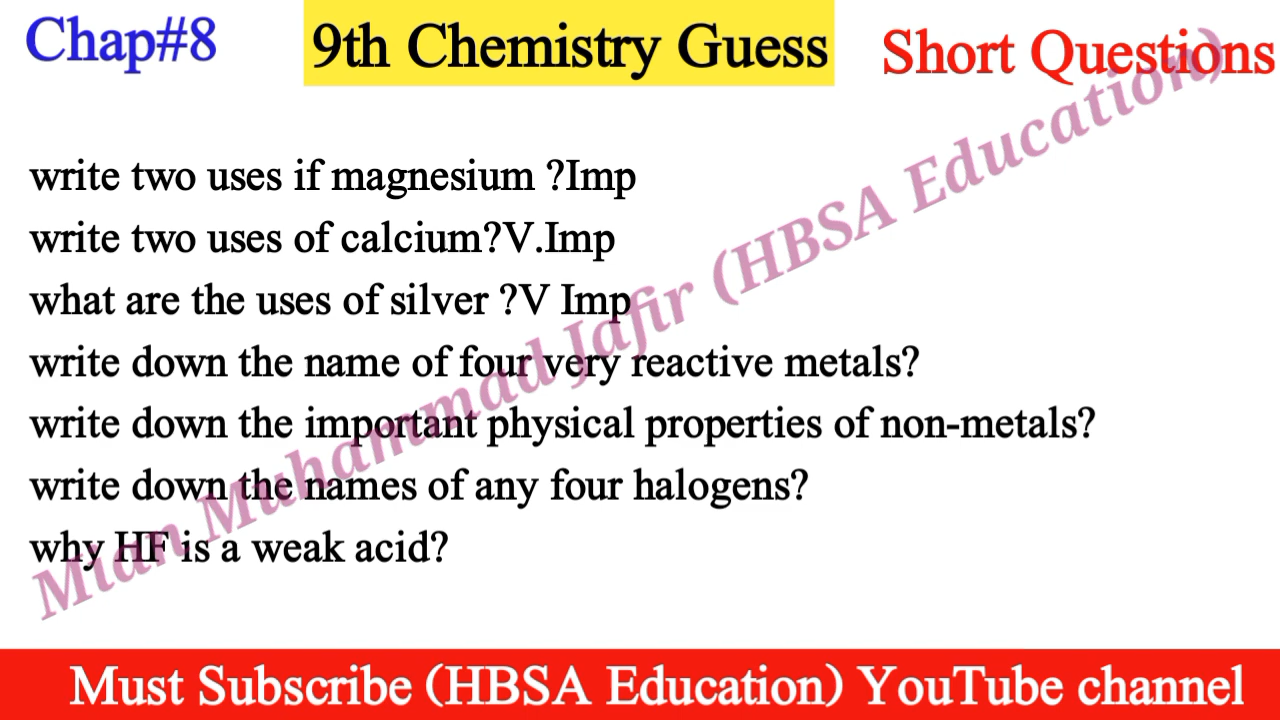 Chap#8 9th Chemistry Guess Short Questions
write two uses if magnesium ?Imp
write two uses of calcium?V.Imp
what are the uses of silver ?V Imp
write down the name of four very reactive metals?
write down the important physical properties of non-metals?
write down the names of any four halogens?
why HF is a weak acid?
Mian Muhammad Jafir (HBSA Education)
Must Subscribe (HBSA Education) YouTube channel